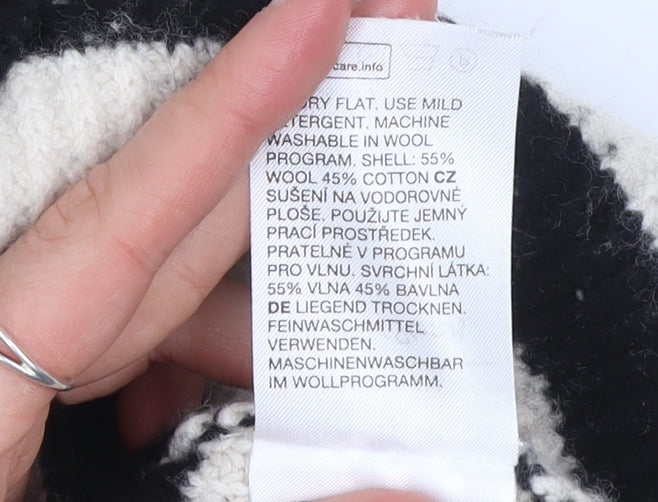 care.info
DRY FLAT. USE MILD
DETERGENT, MACHINE
WASHABLE IN WOOL
PROGRAM. SHELL: 55%
WOOL 45% COTTON CZ
SUŠENÍ NA VODOROVNÉ
PLOŠE. POUŽIJTE JEMNÝ
PRACÍ PROSTŘEDEK.
PRATELNÉ V PROGRAMU
PRO VLNU. SVRCHNÍ LÁTKA:
55% VLNA 45% BAVLNA
DE LIEGEND TROCKNEN.
FEINWASCHMITTEL
VERWENDEN.
MASCHINENWASCHBAR
IM WOLLPROGRAMM.